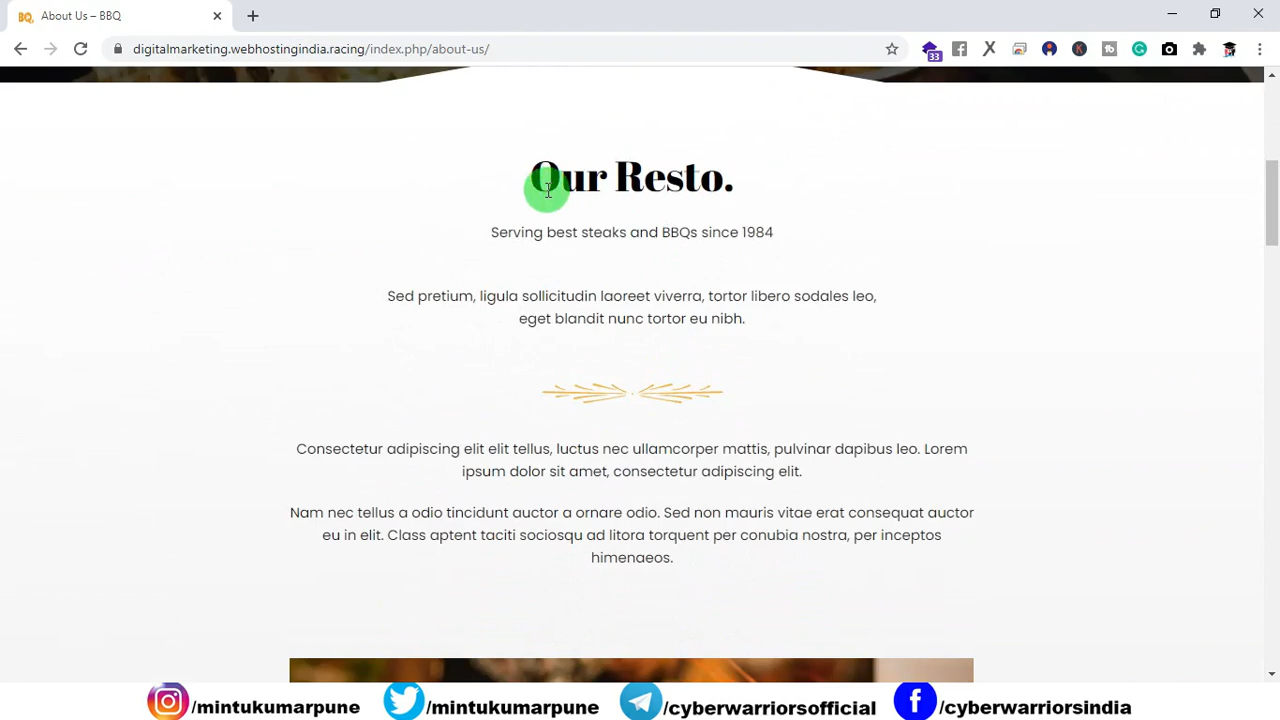 BQ. About Us – BBQ
digitalmarketing.webhostingindia.racing/index.php/about-us/
33
Our Resto.
Serving best steaks and BBQs since 1984
Sed pretium, ligula sollicitudin laoreet viverra, tortor libero sodales leo,
eget blandit nunc tortor eu nibh.
Consectetur adipiscing elit elit tellus, luctus nec ullamcorper mattis, pulvinar dapibus leo. Lorem
ipsum dolor sit amet, consectetur adipiscing elit.
Nam nec tellus a odio tincidunt auctor a ornare odio. Sed non mauris vitae erat consequat auctor
eu in elit. Class aptent taciti sociosqu ad litora torquent per conubia nostra, per inceptos
himenaeos.
/mintukumarpune /mintukumarpune /cyberwarriorsofficial /cyberwarriorsindia